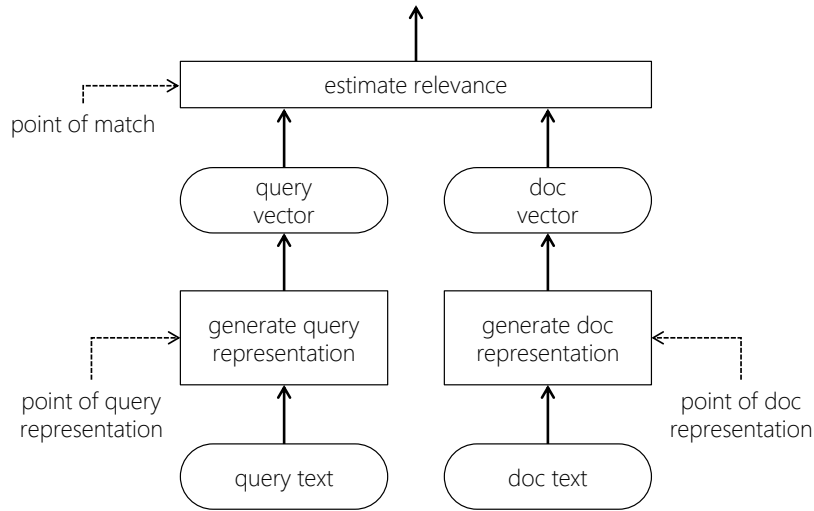 estimate relevance
point of match
query
vector
doc
vector
generate query
representation
generate doc
representation
point of query
representation
point of doc
representation
query text
doc text